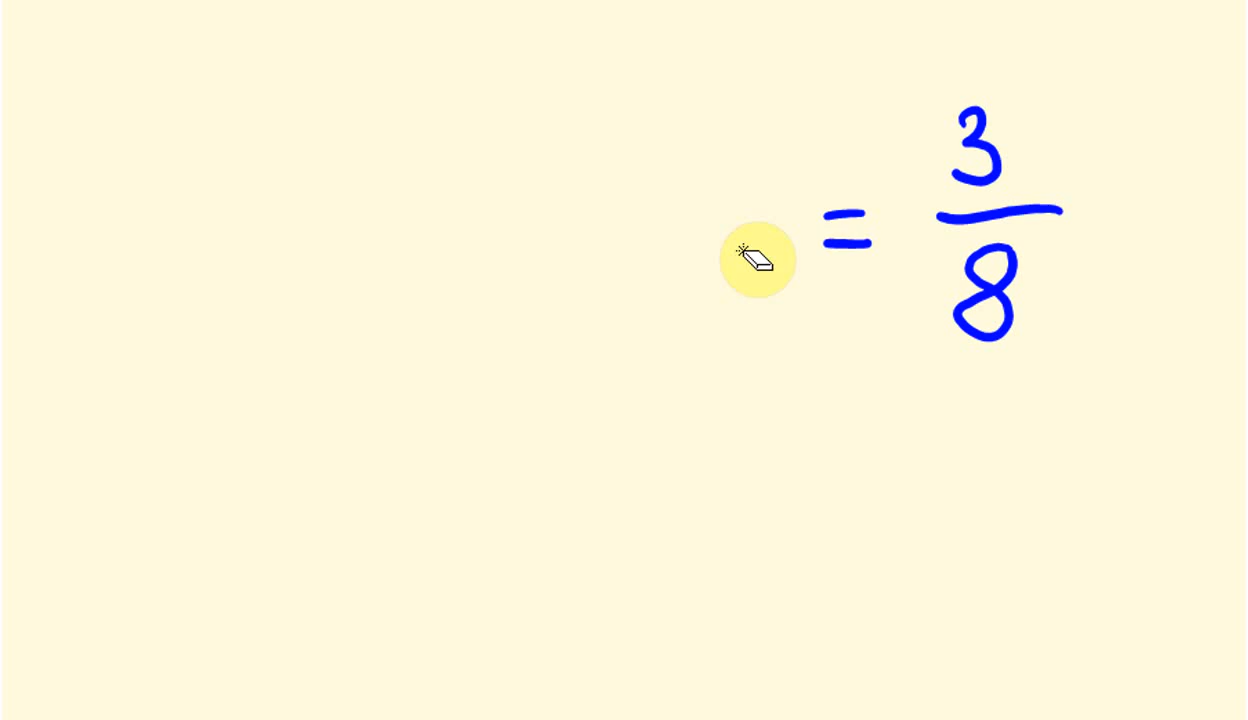 = 3/8